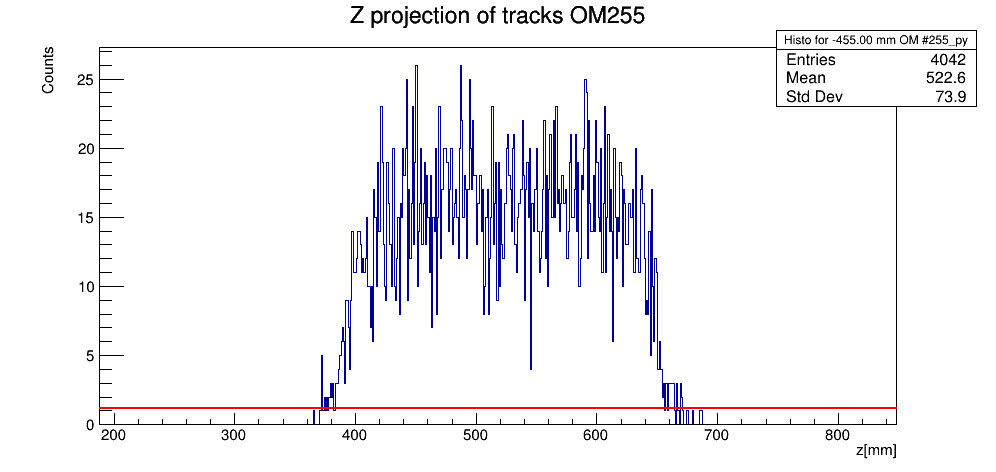 Z projection of tracks OM255
Histo for -455.00 mm OM #255_py
Entries 4042
Mean 522.6
Std Dev 73.9
Counts
25
20
15
10
5
0
200 300 400 500 600 700 800
z[mm]